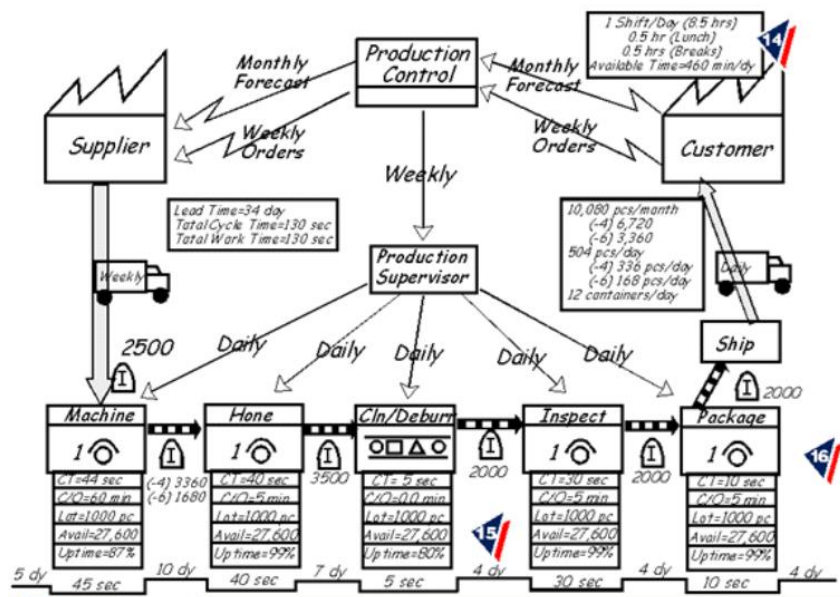 1 Shift/Day (8.5 hrs)
0.5 hr (Lunch)
0.5 hrs (Breaks)
Available Time=460 min/dy
14
Production
Control
Monthly
Forecast
Weekly
Orders
Monthly
Forecast
Weekly
Orders
Supplier
Customer
Weekly
Lead Time=34 day
Total Cycle Time=130 sec
Total Work Time=130 sec
10,080 pcs/month
(-4) 6,720
(-6) 3,360
504 pcs/day
(-4) 336 pcs/day
(-6) 168 pcs/day
12 containers/day
Production
Supervisor
Weekly
Daily
Daily
Daily
Daily
Daily
Daily
Ship
2500
I
I
2000
Machine
1
CT=44 sec
C/O=60 min
Lot=1000 pc
Avail=27,600
Uptime=87%
I
(-4) 3360
(-6) 1680
Hone
1
CT=40 sec
C/O=5 min
Lot=1000 pc
Avail=27,600
Uptime=99%
I
3500
Cln/Deburr
CT= 5 sec
C/O=0.0 min
Lot=1000 pc
Avail=27,600
Uptime=80%
I
2000
15
Inspect
1
CT=30 sec
C/O=5 min
Lot=1000 pc
Avail=27,600
Uptime=99%
I
2000
Package
1
CT=10 sec
C/O=5 min
Lot=1000 pc
Avail=27,600
Uptime=99%
16
5 dy
45 sec
10 dy
40 sec
7 dy
5 sec
4 dy
30 sec
4 dy
10 sec
4 dy